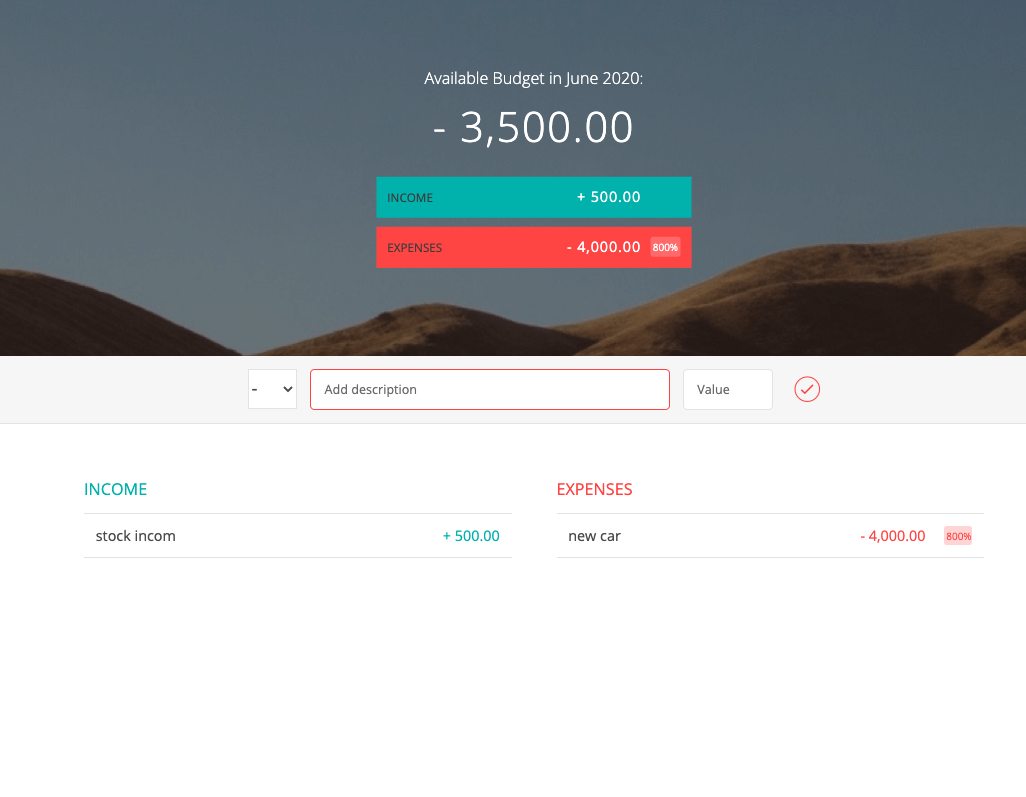 Available Budget in June 2020:
- 3,500.00
INCOME + 500.00
EXPENSES - 4,000.00 800%
- Add description Value
INCOME
stock incom + 500.00
EXPENSES
new car - 4,000.00 800%